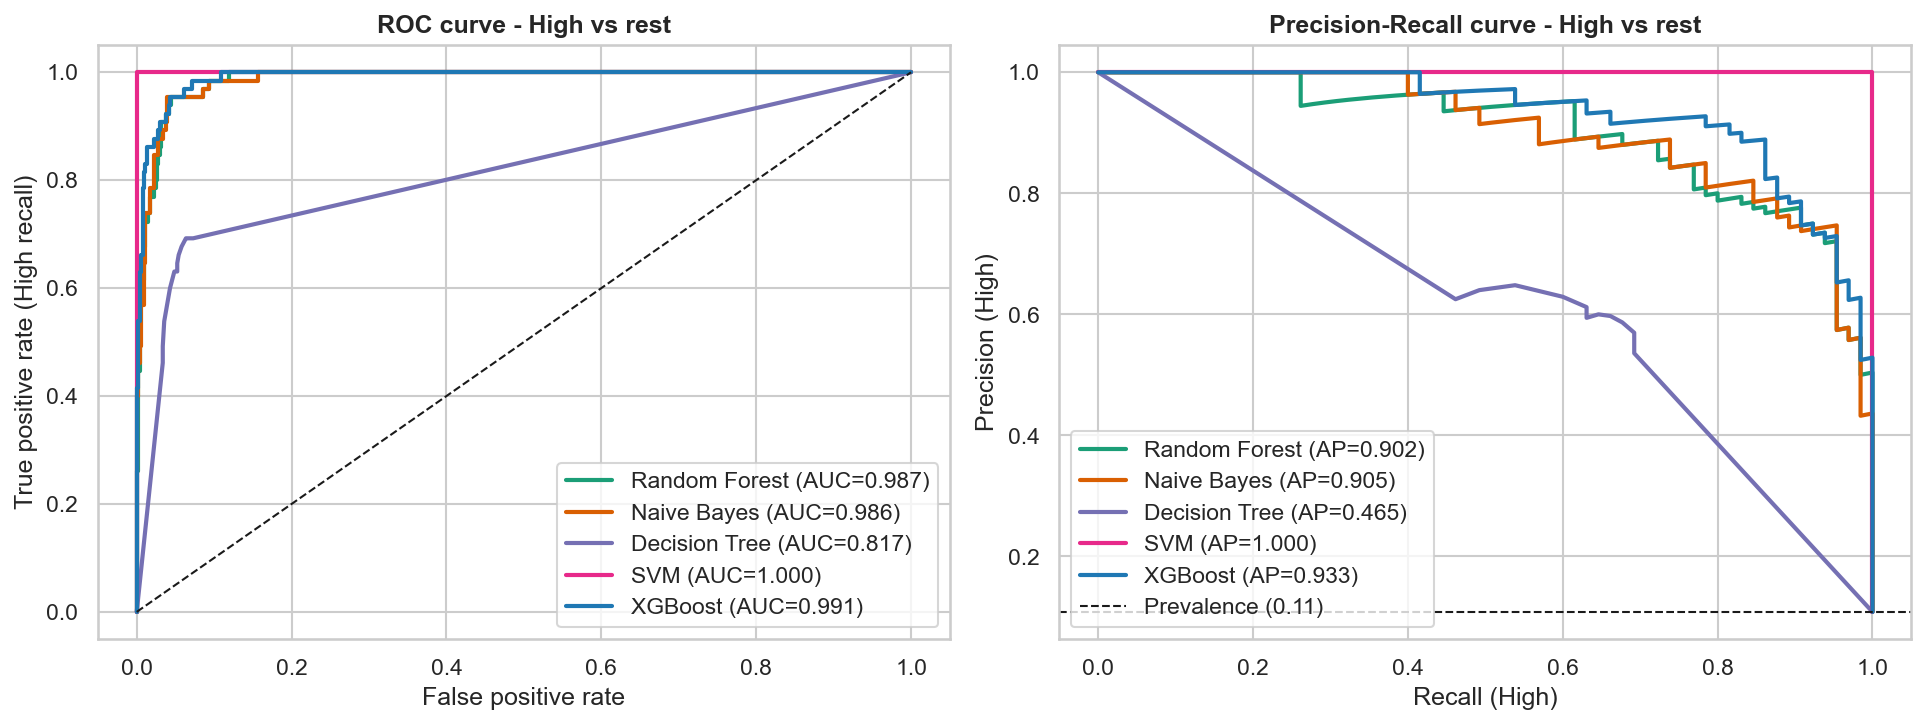 ROC curve - High vs rest
True positive rate (High recall)
1.0
0.8
0.6
0.4
0.2
0.0
0.0 0.2 0.4 0.6 0.8 1.0
False positive rate
Random Forest (AUC=0.987)
Naive Bayes (AUC=0.986)
Decision Tree (AUC=0.817)
SVM (AUC=1.000)
XGBoost (AUC=0.991)
Precision-Recall curve - High vs rest
Precision (High)
1.0
0.8
0.6
0.4
0.2
0.0 0.2 0.4 0.6 0.8 1.0
Recall (High)
Random Forest (AP=0.902)
Naive Bayes (AP=0.905)
Decision Tree (AP=0.465)
SVM (AP=1.000)
XGBoost (AP=0.933)
Prevalence (0.11)